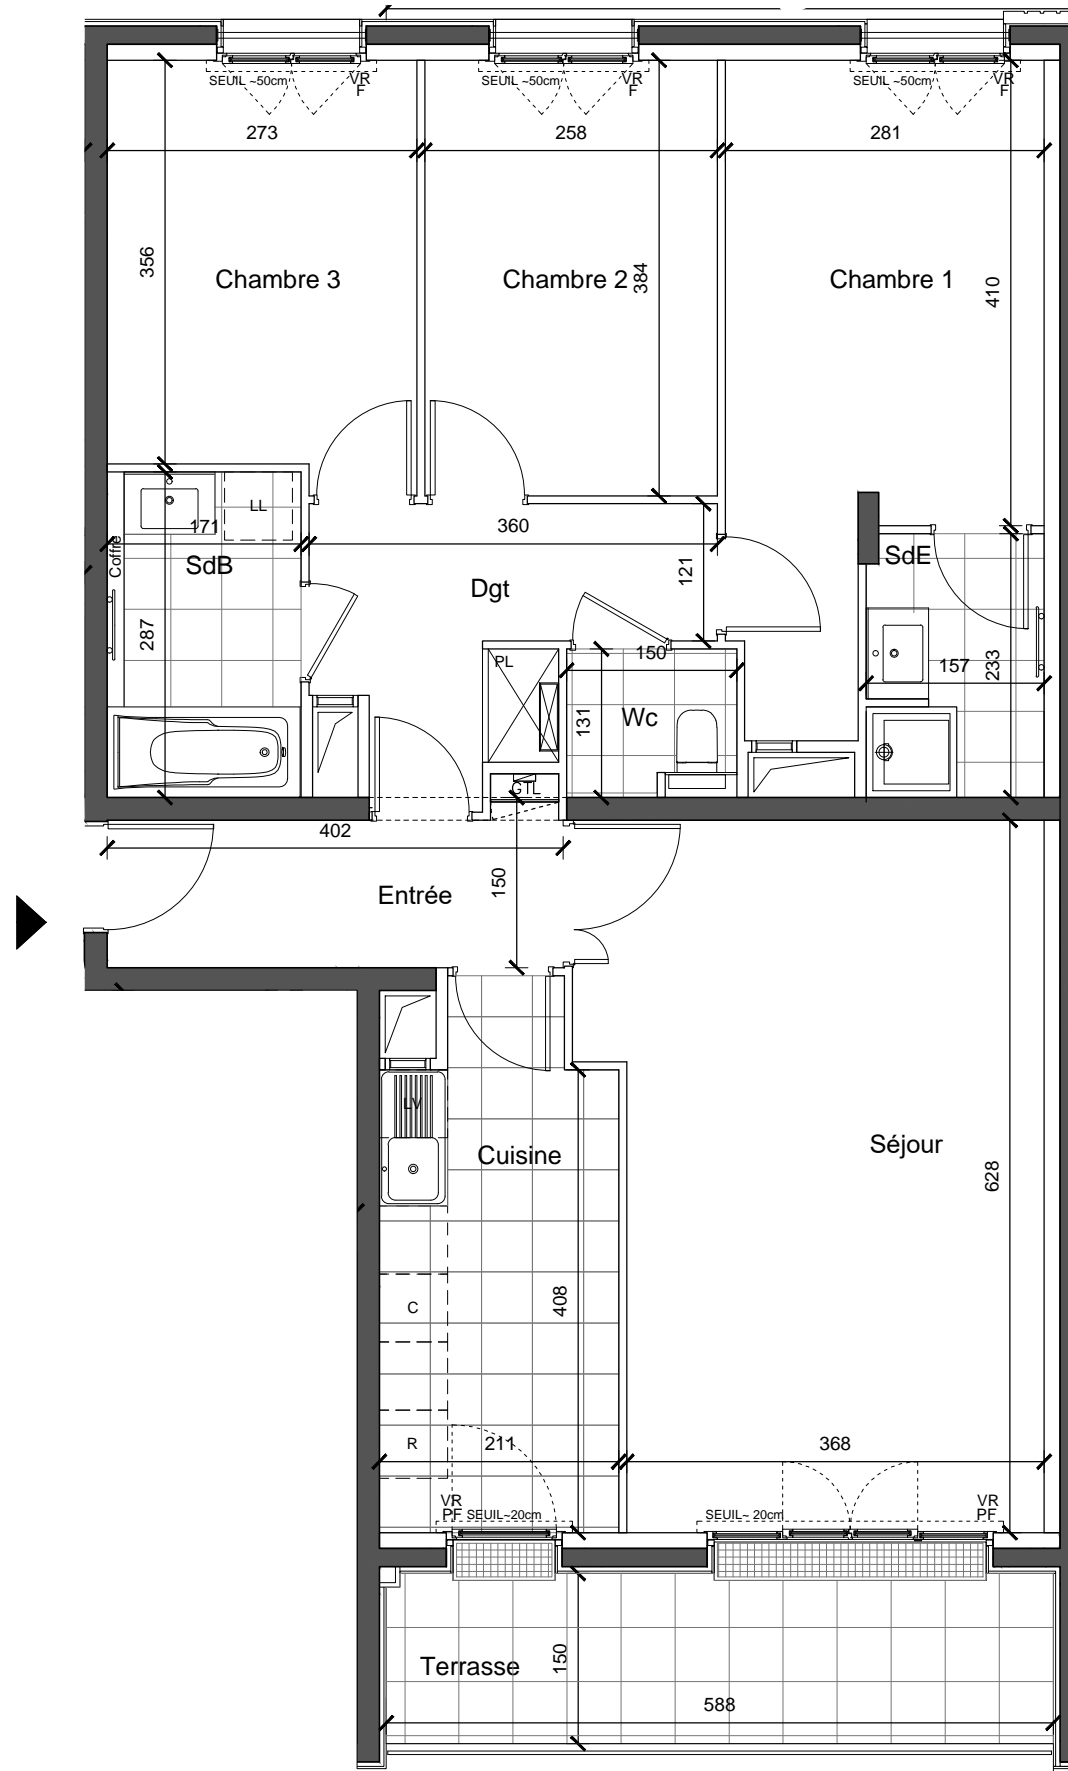 SEUIL ~50cm
VR
F
SEUIL ~50cm
VR
F
SEUIL ~50cm
VR
F
273
258
281
356
Chambre 3
Chambre 2
384
Chambre 1
410
LL
171
360
Coffre
SdB
Dgt
121
SdE
287
PL
150
157
233
131
Wc
GTL
402
150
Entrée
LV
Cuisine
Séjour
628
408
C
R
211
368
VR
PF
SEUIL~20cm
SEUIL~ 20cm
VR
PF
Terrasse
150
588